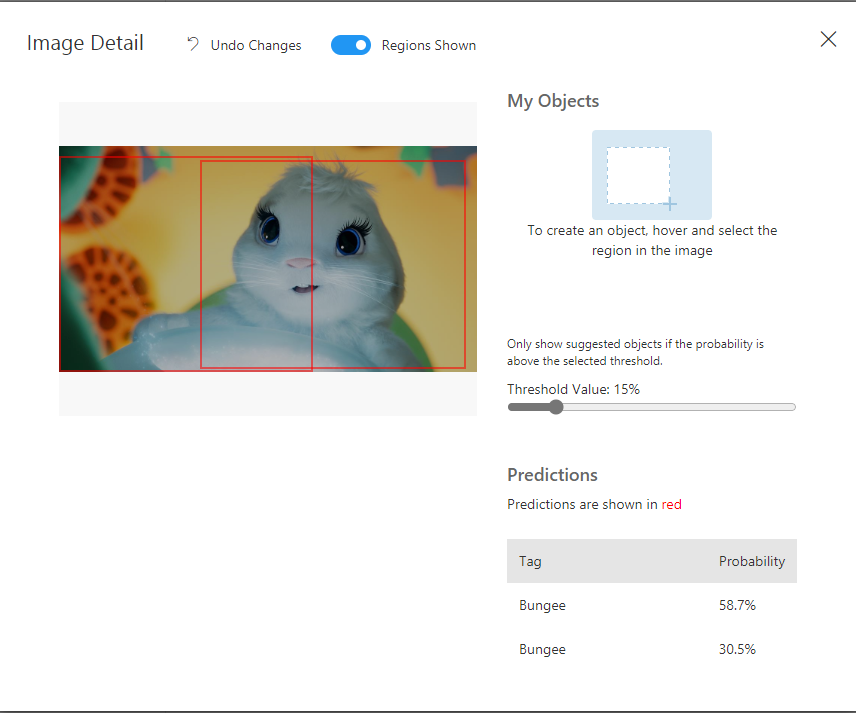 Image Detail
Undo Changes
Regions Shown
My Objects
To create an object, hover and select the
region in the image
Only show suggested objects if the probability is
above the selected threshold.
Threshold Value: 15%
Predictions
Predictions are shown in red
Tag Probability
Bungee 58.7%
Bungee 30.5%